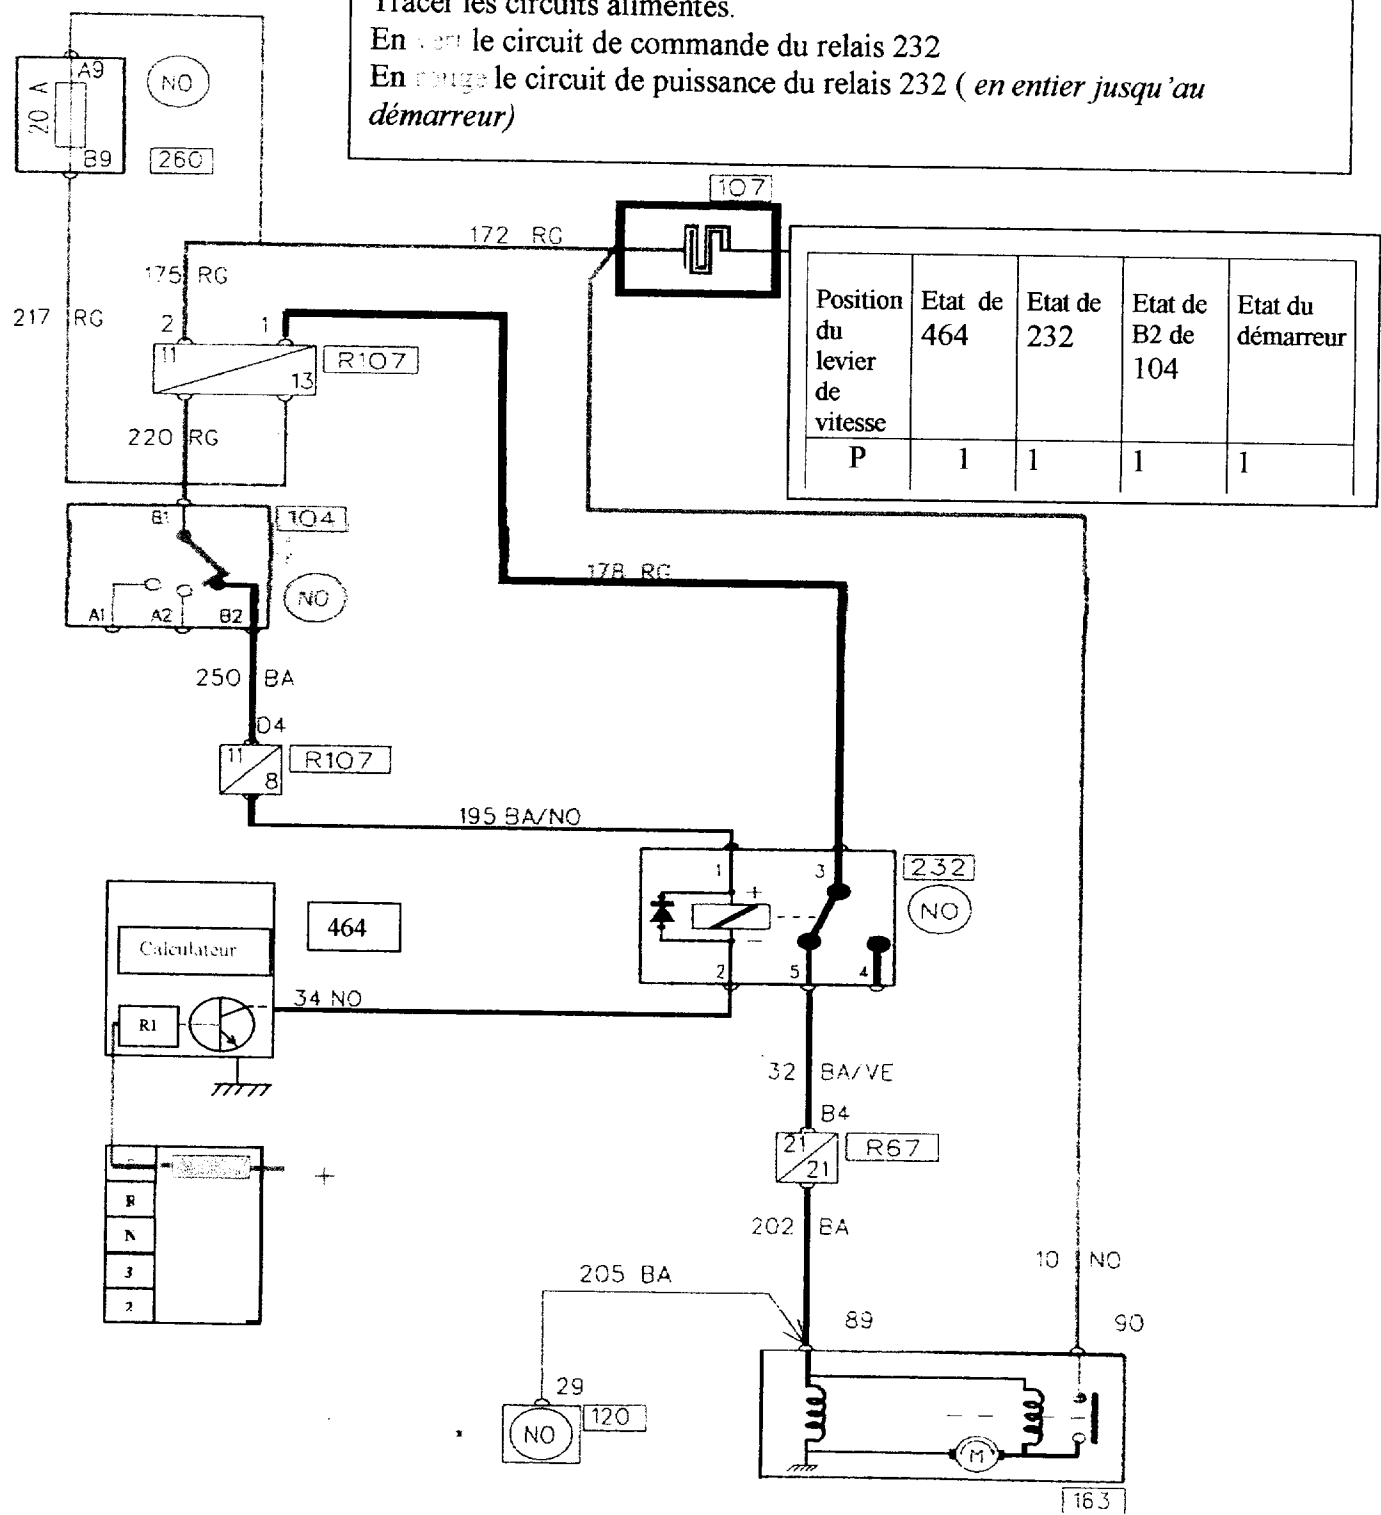 Tracer les circuits alimentés.
En vert le circuit de commande du relais 232
En rouge le circuit de puissance du relais 232 ( en entier jusqu'au
démarreur)
A9
NO
20 A
B9
260
107
172 RG
175 RG
217 RG
2
1
11
13
R107
220 RG
Position du levier de vitesse
Etat de 464
Etat de 232
Etat de B2 de 104
Etat du démarreur
P
1
1
1
1
B1
104
NO
A1
A2
B2
178 RG
250 BA
D4
11
8
R107
195 BA/NO
1
3
232
NO
+
-
2
5
4
464
Calculateur
R1
34 NO
32 BA/VE
B4
21
21
R67
+
R
N
3
2
202 BA
10 NO
205 BA
89
90
29
120
NO
M
163